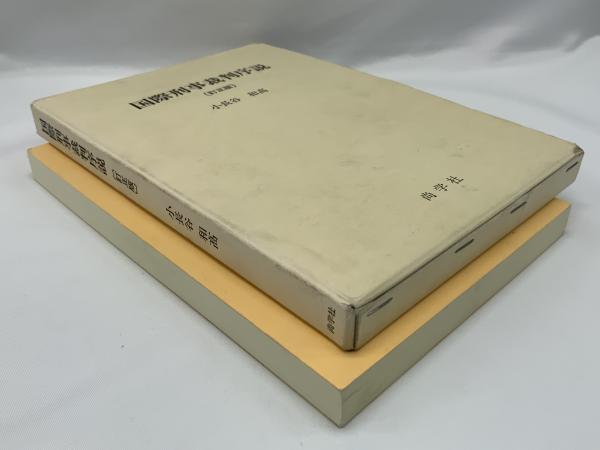 国際刑事裁判序説
(訂正版)
小長谷 和高
尚学社
国際刑事裁判序説
(訂正版)
小長谷 和高
尚学社